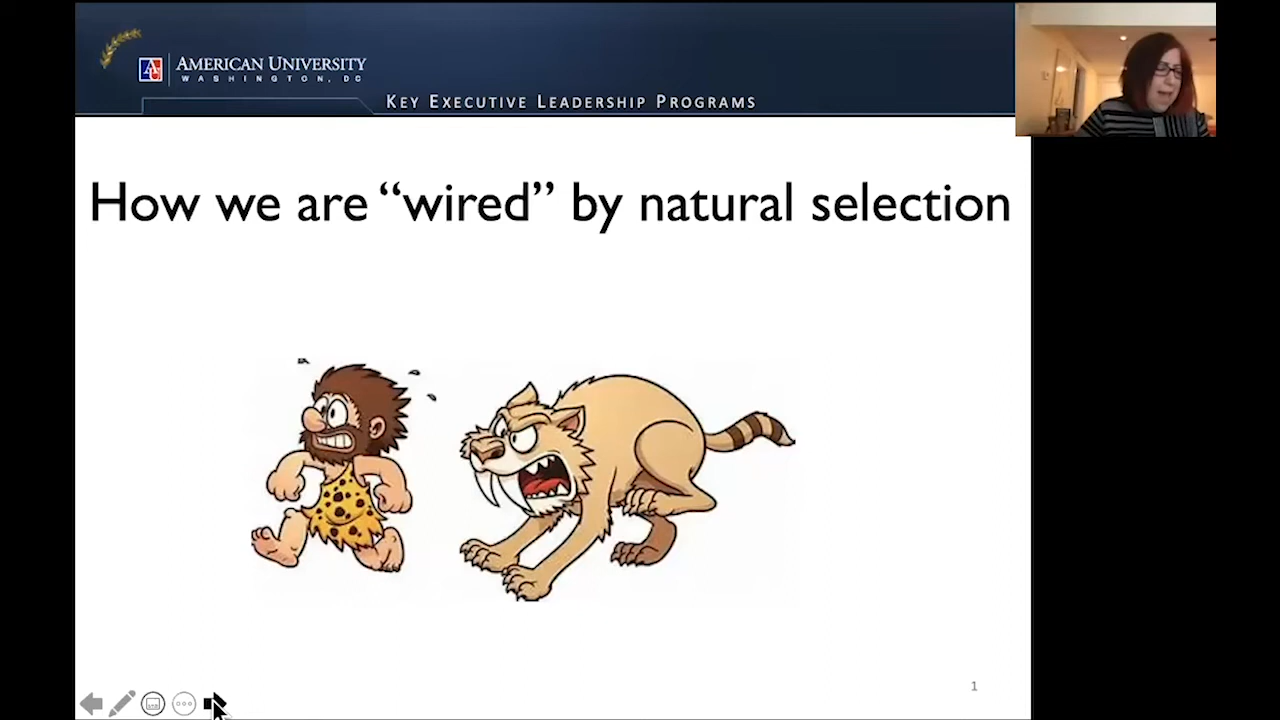 AMERICAN UNIVERSITY
WASHINGTON, DC
KEY EXECUTIVE LEADERSHIP PROGRAMS
How we are “wired” by natural selection
1